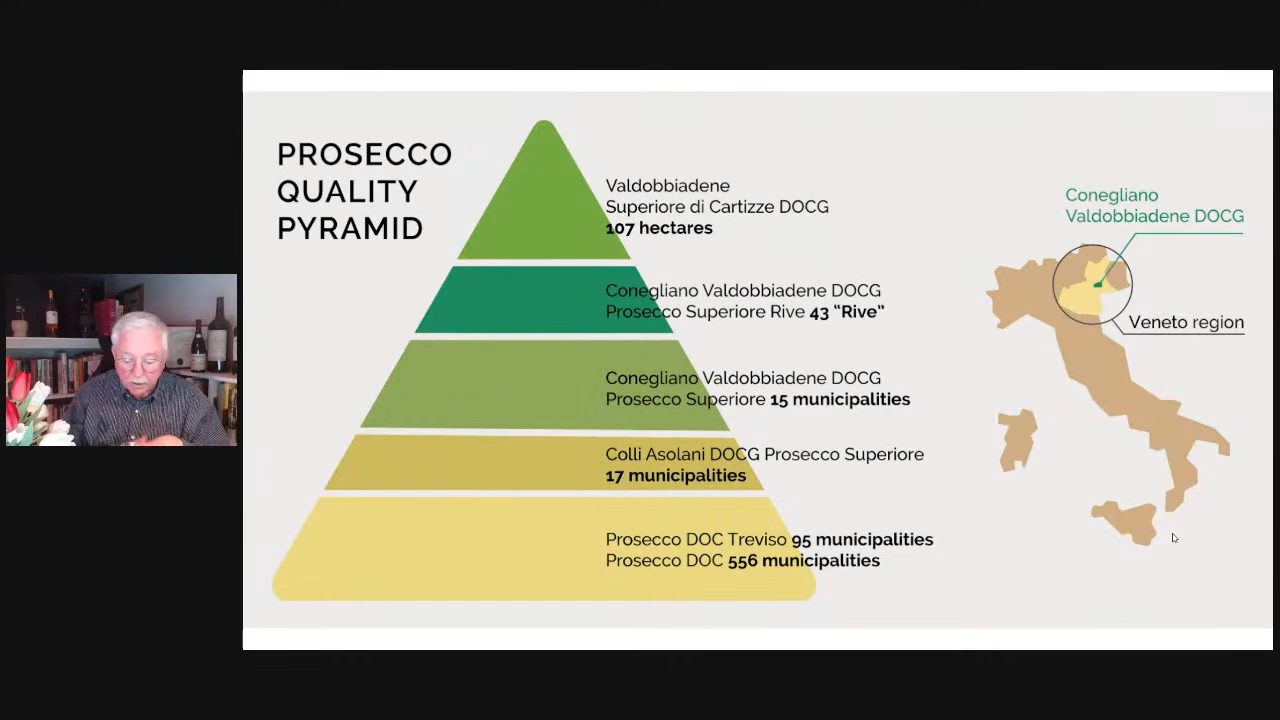 PROSECCO
QUALITY
PYRAMID
Valdobbiadene
Superiore di Cartizze DOCG
107 hectares
Conegliano Valdobbiadene DOCG
Prosecco Superiore Rive 43 “Rive”
Conegliano Valdobbiadene DOCG
Prosecco Superiore 15 municipalities
Colli Asolani DOCG Prosecco Superiore
17 municipalities
Prosecco DOC Treviso 95 municipalities
Prosecco DOC 556 municipalities
Conegliano
Valdobbiadene DOCG
Veneto region